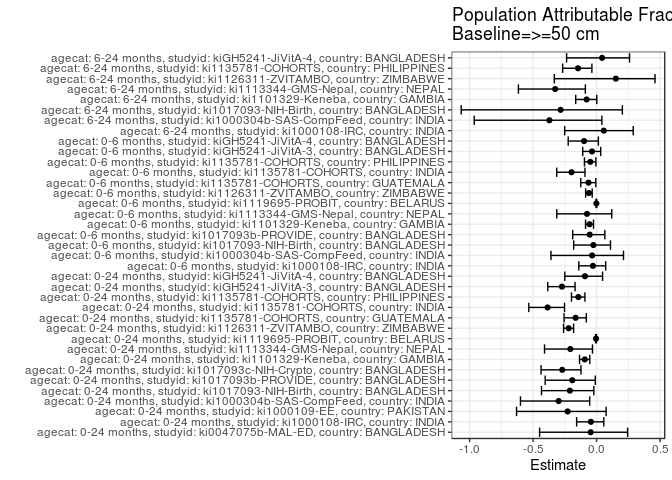 Population Attributable Frac
Baseline=>=50 cm
agecat: 6-24 months, studyid: kiGH5241-JiVitA-4, country: BANGLADESH
agecat: 6-24 months, studyid: ki1135781-COHORTS, country: PHILIPPINES
agecat: 6-24 months, studyid: ki1126311-ZVITAMBO, country: ZIMBABWE
agecat: 6-24 months, studyid: ki1113344-GMS-Nepal, country: NEPAL
agecat: 6-24 months, studyid: ki1101329-Keneba, country: GAMBIA
agecat: 6-24 months, studyid: ki1017093-NIH-Birth, country: BANGLADESH
agecat: 6-24 months, studyid: ki1000304b-SAS-CompFeed, country: INDIA
agecat: 6-24 months, studyid: ki1000108-IRC, country: INDIA
agecat: 0-6 months, studyid: kiGH5241-JiVitA-4, country: BANGLADESH
agecat: 0-6 months, studyid: kiGH5241-JiVitA-3, country: BANGLADESH
agecat: 0-6 months, studyid: ki1135781-COHORTS, country: PHILIPPINES
agecat: 0-6 months, studyid: ki1135781-COHORTS, country: INDIA
agecat: 0-6 months, studyid: ki1135781-COHORTS, country: GUATEMALA
agecat: 0-6 months, studyid: ki1126311-ZVITAMBO, country: ZIMBABWE
agecat: 0-6 months, studyid: ki1119695-PROBIT, country: BELARUS
agecat: 0-6 months, studyid: ki1113344-GMS-Nepal, country: NEPAL
agecat: 0-6 months, studyid: ki1101329-Keneba, country: GAMBIA
agecat: 0-6 months, studyid: ki1017093b-PROVIDE, country: BANGLADESH
agecat: 0-6 months, studyid: ki1017093-NIH-Birth, country: BANGLADESH
agecat: 0-6 months, studyid: ki1000304b-SAS-CompFeed, country: INDIA
agecat: 0-6 months, studyid: ki1000108-IRC, country: INDIA
agecat: 0-24 months, studyid: kiGH5241-JiVitA-4, country: BANGLADESH
agecat: 0-24 months, studyid: kiGH5241-JiVitA-3, country: BANGLADESH
agecat: 0-24 months, studyid: ki1135781-COHORTS, country: PHILIPPINES
agecat: 0-24 months, studyid: ki1135781-COHORTS, country: INDIA
agecat: 0-24 months, studyid: ki1135781-COHORTS, country: GUATEMALA
agecat: 0-24 months, studyid: ki1126311-ZVITAMBO, country: ZIMBABWE
agecat: 0-24 months, studyid: ki1119695-PROBIT, country: BELARUS
agecat: 0-24 months, studyid: ki1113344-GMS-Nepal, country: NEPAL
agecat: 0-24 months, studyid: ki1101329-Keneba, country: GAMBIA
agecat: 0-24 months, studyid: ki1017093c-NIH-Crypto, country: BANGLADESH
agecat: 0-24 months, studyid: ki1017093b-PROVIDE, country: BANGLADESH
agecat: 0-24 months, studyid: ki1017093-NIH-Birth, country: BANGLADESH
agecat: 0-24 months, studyid: ki1000304b-SAS-CompFeed, country: INDIA
agecat: 0-24 months, studyid: ki1000109-EE, country: PAKISTAN
agecat: 0-24 months, studyid: ki1000108-IRC, country: INDIA
agecat: 0-24 months, studyid: ki0047075b-MAL-ED, country: BANGLADESH
-1.0 -0.5 0.0 0.5
Estimate